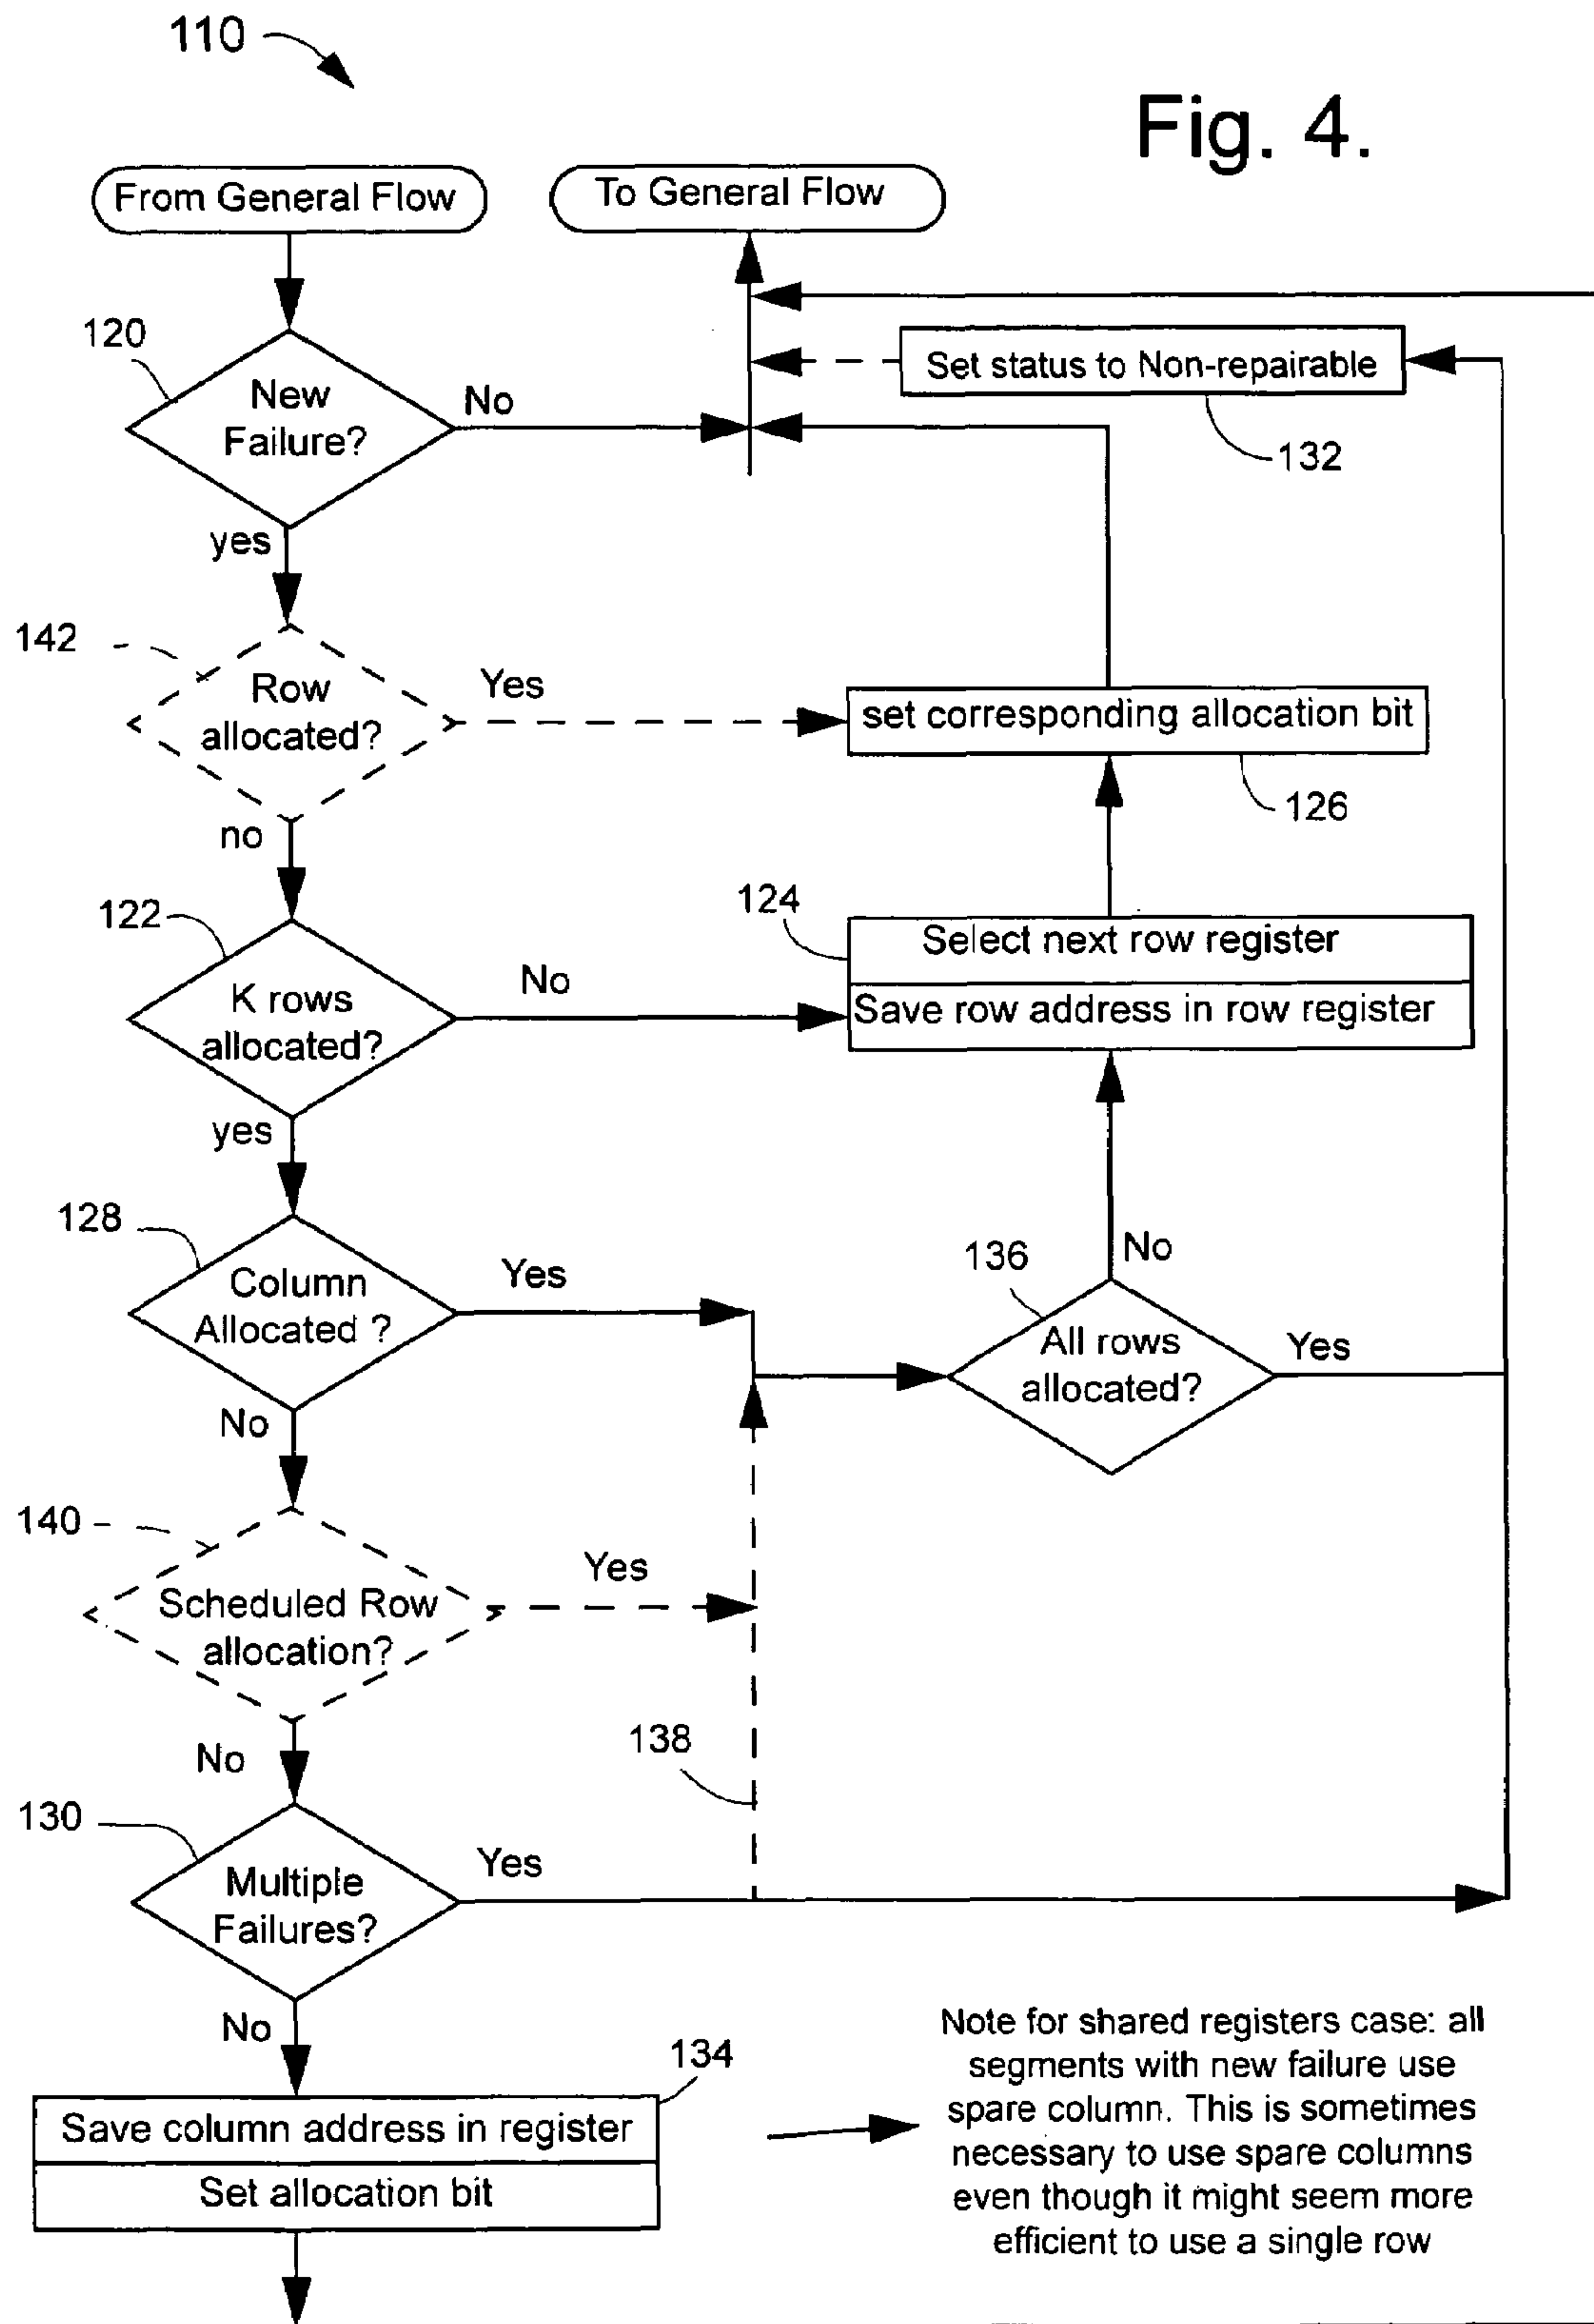 110
Fig. 4.
From General Flow
To General Flow
120
New
Failure?
No
Set status to Non-repairable
132
yes
142
Row
allocated?
Yes
set corresponding allocation bit
126
no
122
K rows
allocated?
No
124
Select next row register
Save row address in row register
yes
128
Column
Allocated ?
Yes
136
No
All rows
allocated?
Yes
No
140
Scheduled Row
allocation?
Yes
138
No
130
Multiple
Failures?
Yes
No
134
Save column address in register
Set allocation bit
Note for shared registers case: all
segments with new failure use
spare column. This is sometimes
necessary to use spare columns
even though it might seem more
efficient to use a single row